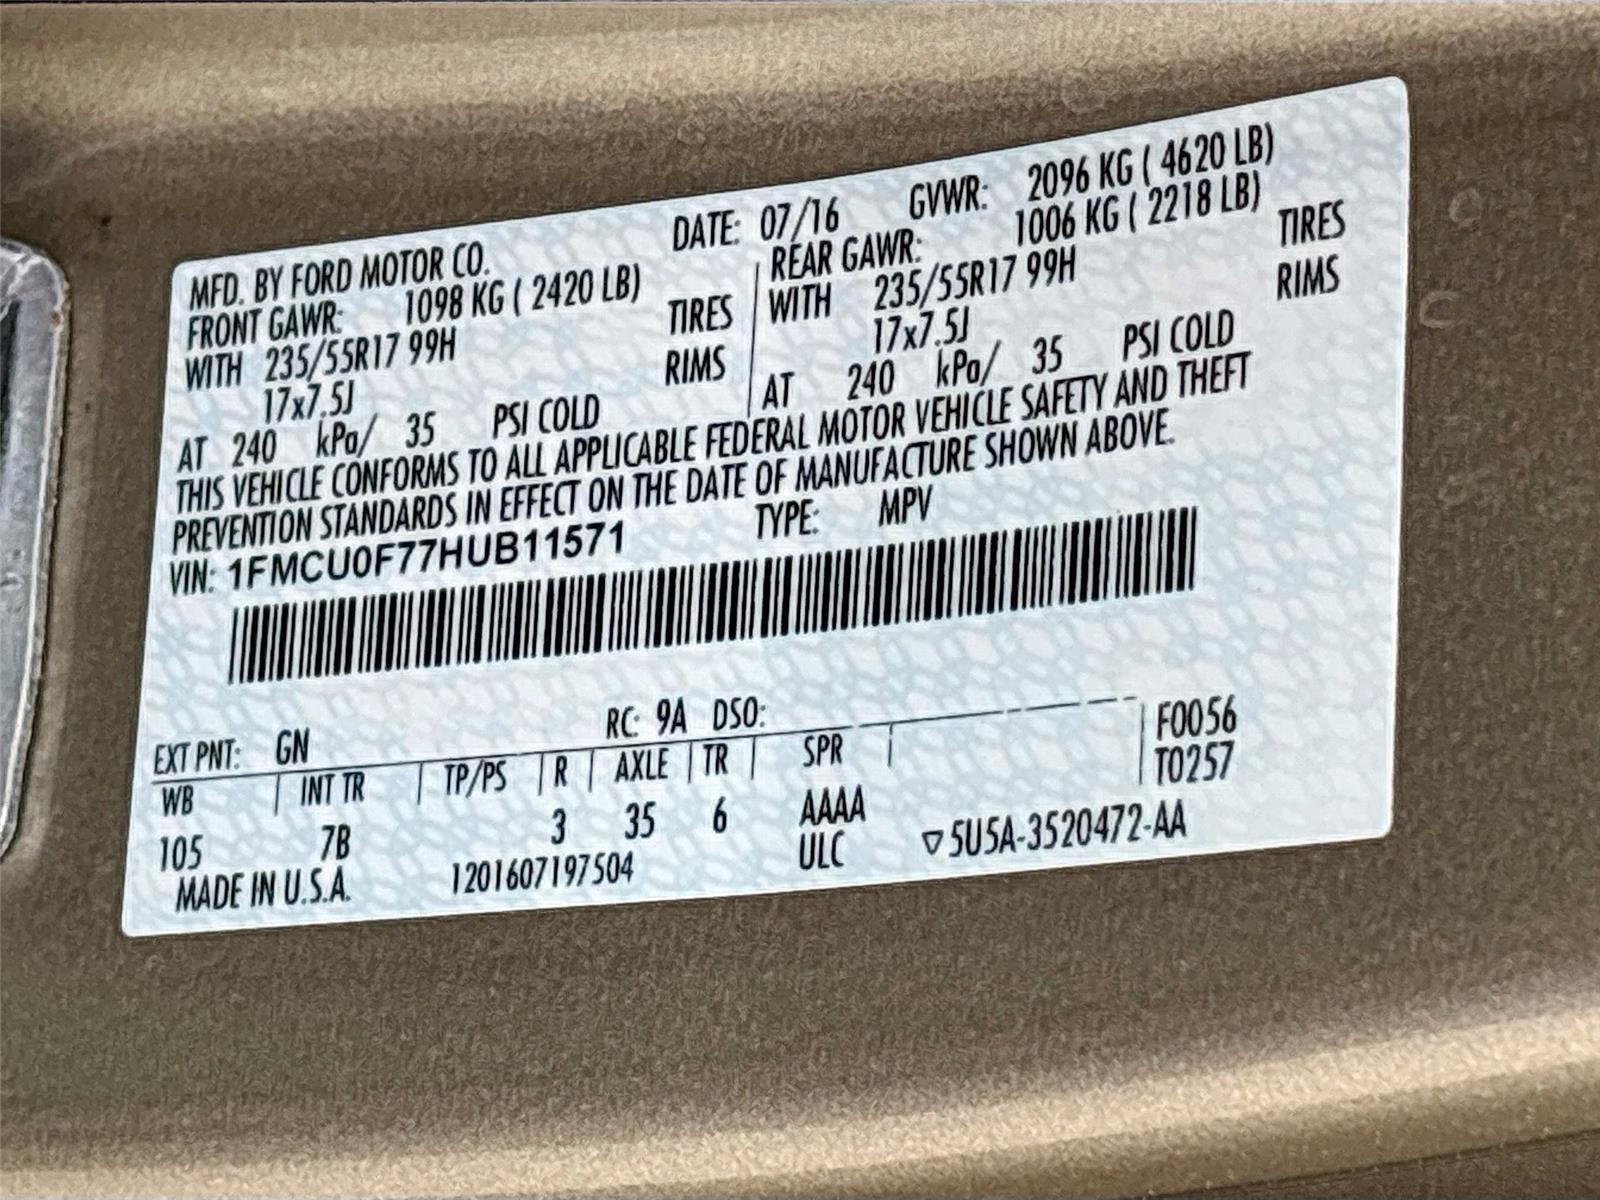 MFD. BY FORD MOTOR CO. DATE: 07/16 GVWR: 2096 KG ( 4620 LB)
FRONT GAWR: 1098 KG ( 2420 LB) REAR GAWR: 1006 KG ( 2218 LB)
WITH 235/55R17 99H TIRES WITH 235/55R17 99H TIRES
17x7.5J RIMS 17x7.5J RIMS
AT 240 kPa/ 35 PSI COLD AT 240 kPa/ 35 PSI COLD
THIS VEHICLE CONFORMS TO ALL APPLICABLE FEDERAL MOTOR VEHICLE SAFETY AND THEFT
PREVENTION STANDARDS IN EFFECT ON THE DATE OF MANUFACTURE SHOWN ABOVE.
VIN: 1FMCU0F77HUB11571 TYPE: MPV
EXT PNT: GN RC: 9A DSO: F0056
WB INT TR TP/PS R AXLE TR SPR T0257
105 7B 3 35 6 AAAA
MADE IN U.S.A. 1201607197504 ULC ▽5U5A-3520472-AA